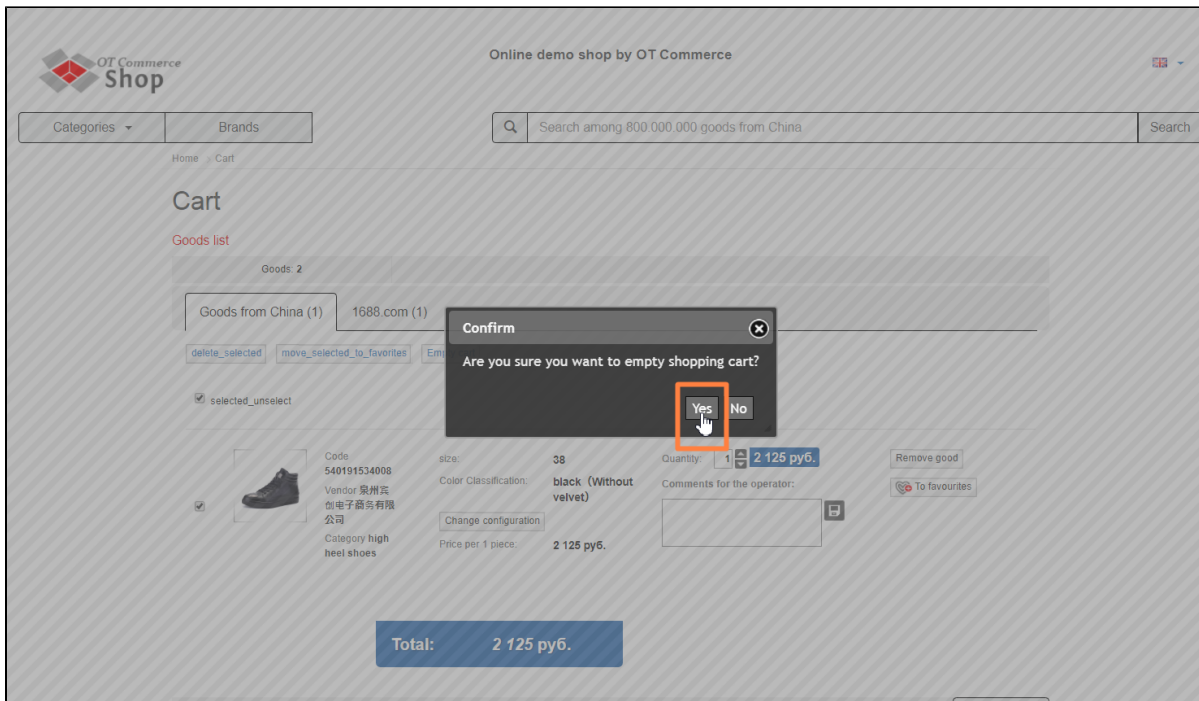 OT Commerce
Shop
Online demo shop by OT Commerce
Categories
Brands
Search among 800.000.000 goods from China
Search
Home Cart
Cart
Goods list
Goods: 2
Goods from China (1)
1688.com (1)
Confirm
Are you sure you want to empty shopping cart?
Yes
No
delete_selected
move_selected_to_favorites
selected_unselect
Code
540191534008
Vendor 泉州宾
创电子商务有限
公司
Category high
heel shoes
size: 38
Color Classification: black (Without
velvet)
Change configuration
Price per 1 piece: 2 125 руб.
Quantity: 1 2 125 руб.
Comments for the operator:
Remove good
To favourites
Total: 2 125 руб.